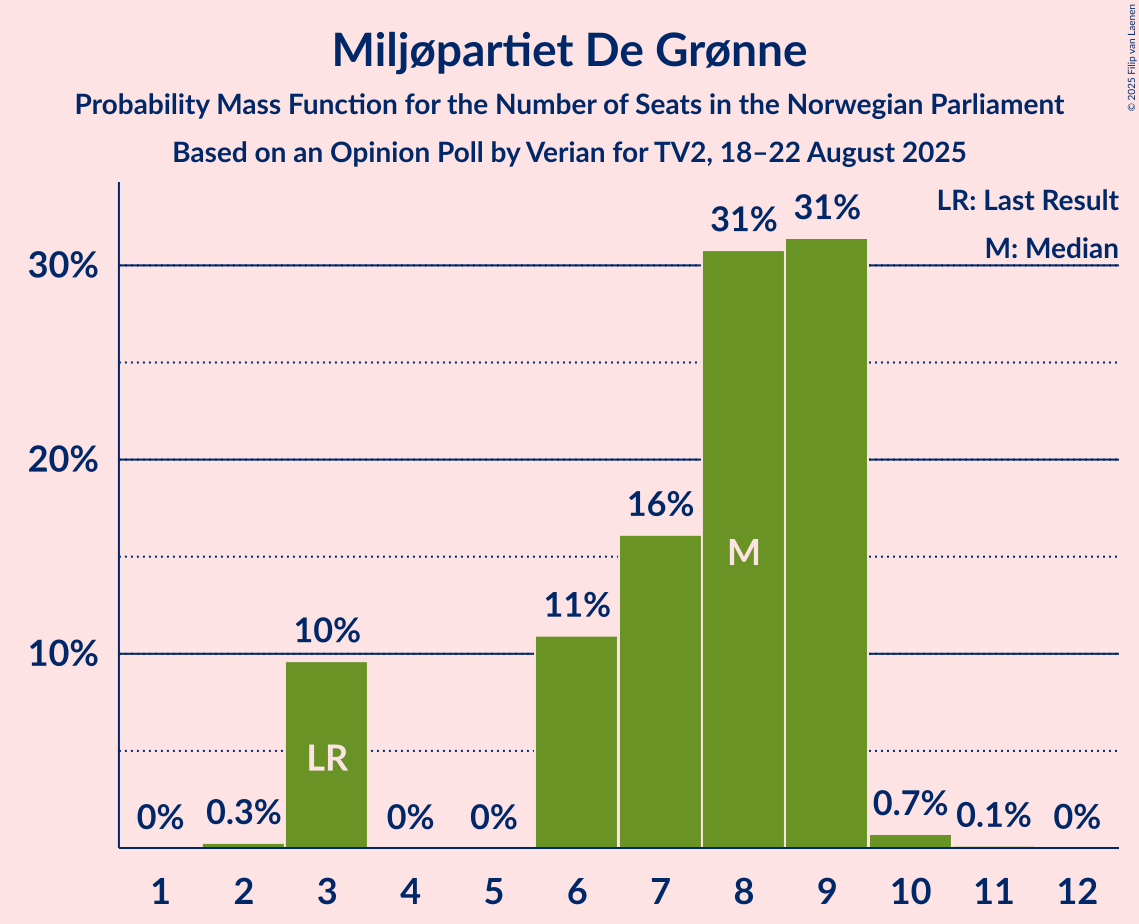 Miljøpartiet De Grønne
Probability Mass Function for the Number of Seats in the Norwegian Parliament
Based on an Opinion Poll by Verian for TV2, 18–22 August 2025
© 2025 Filip van Laenen
LR: Last Result
M: Median
30%
20%
10%
0%
0.3%
10%
0%
0%
11%
16%
31%
31%
0.7%
0.1%
0%
LR
M
1 2 3 4 5 6 7 8 9 10 11 12